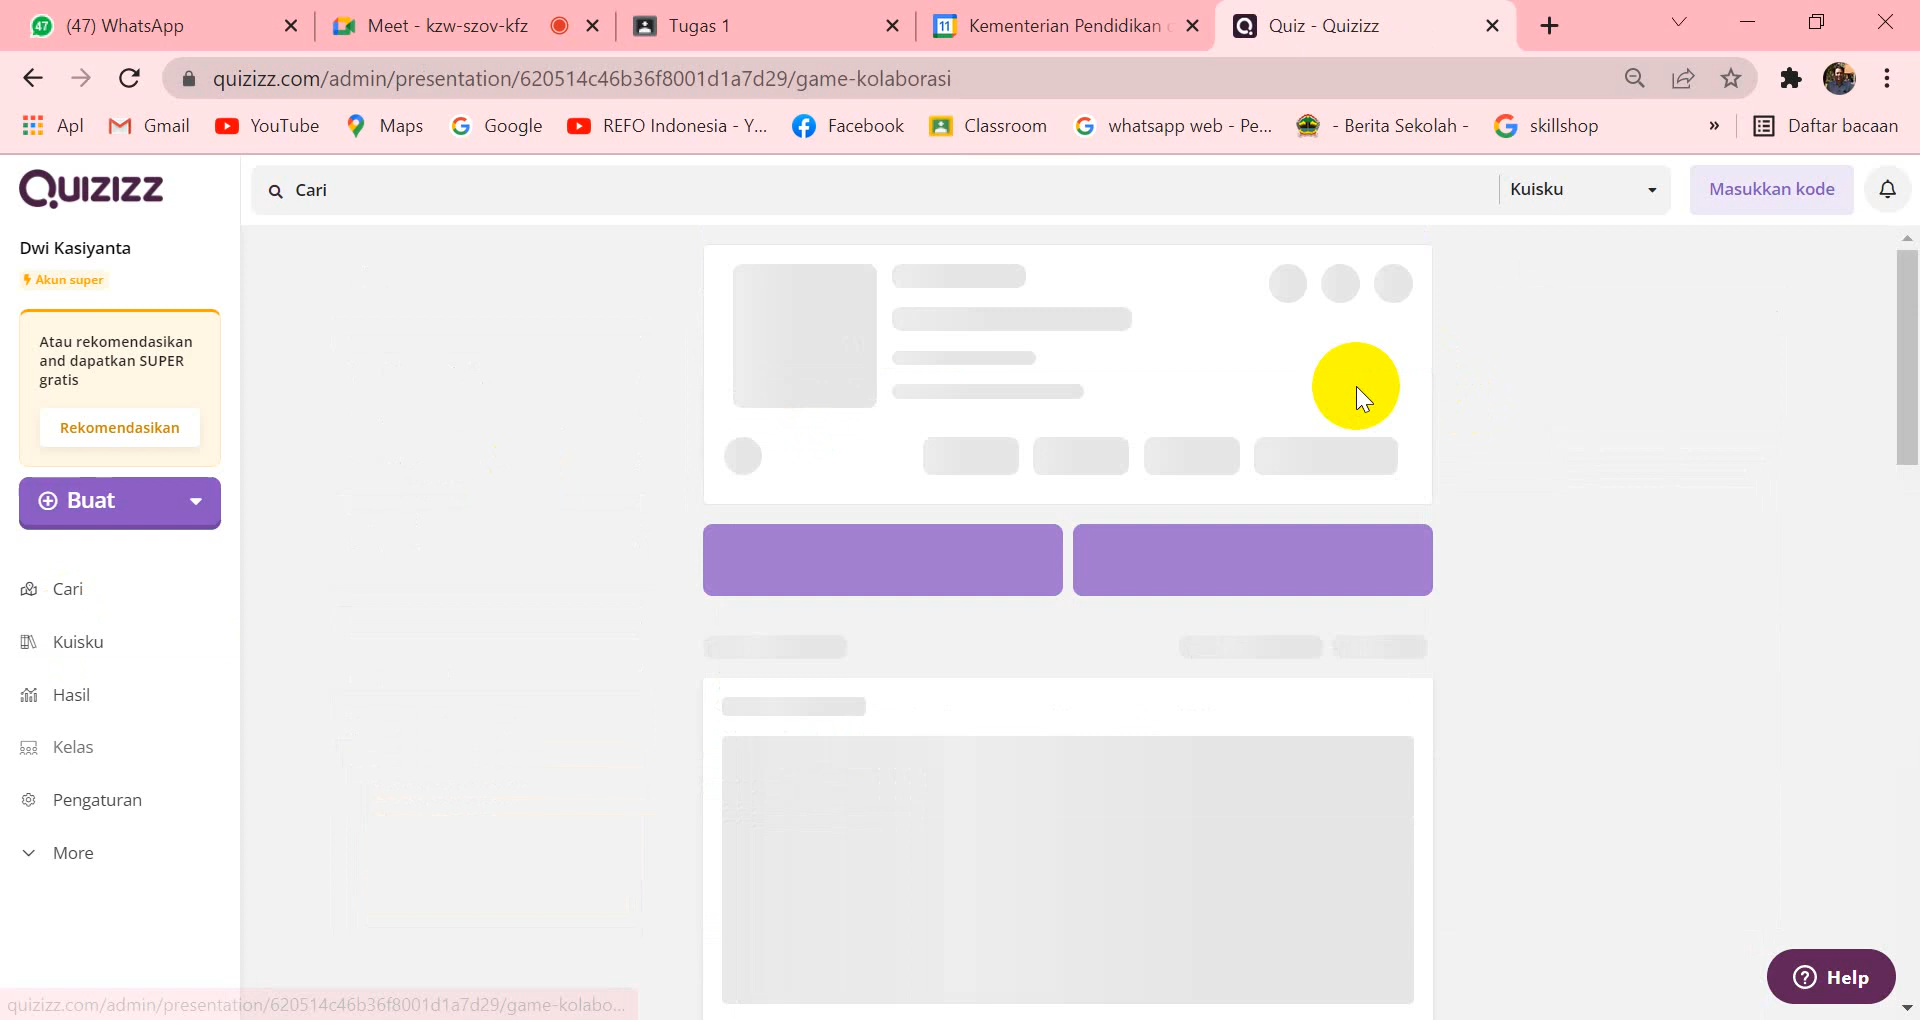 47 (47) WhatsApp
Meet - kzw-szov-kfz
Tugas 1
11 Kementerian Pendidikan
Quiz - Quizizz
quizizz.com/admin/presentation/620514c46b36f8001d1a7d29/game-kolaborasi
Apl
Gmail
YouTube
Maps
Google
REFO Indonesia - Y...
Facebook
Classroom
whatsapp web - Pe...
- Berita Sekolah -
skillshop
»
Daftar bacaan
Quizizz
Cari
Kuisku
Masukkan kode
Dwi Kasiyanta
Akun super
Atau rekomendasikan
and dapatkan SUPER
gratis
Rekomendasikan
Buat
Cari
Kuisku
Hasil
Kelas
Pengaturan
More
Help
quizizz.com/admin/presentation/620514c46b36f8001d1a7d29/game-kolabo...